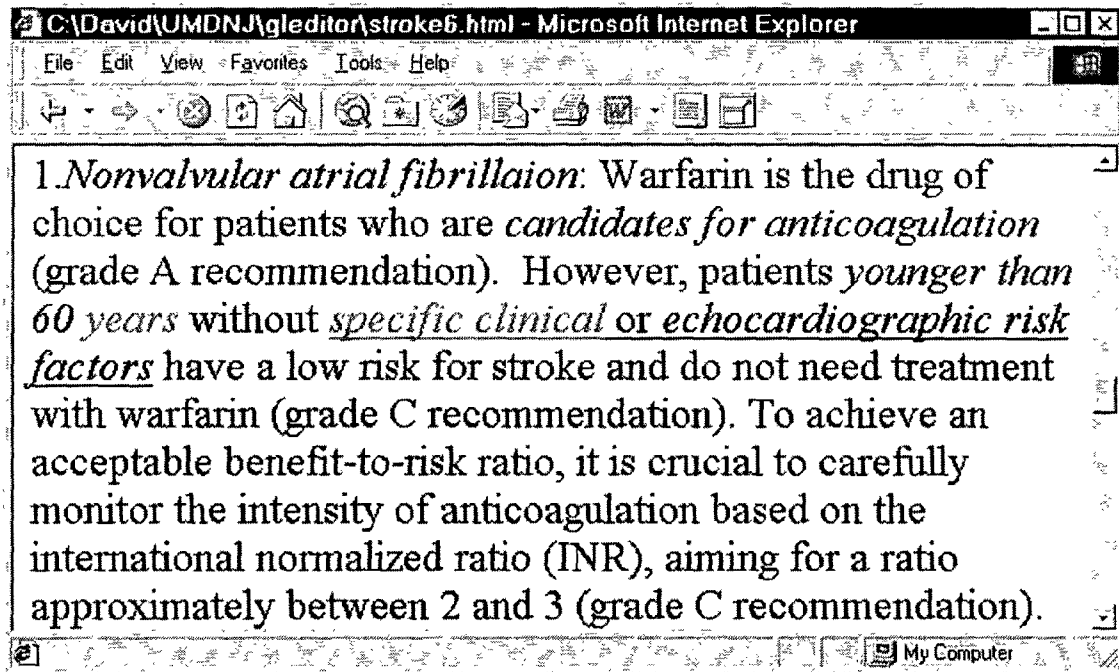 C:\David\UMDNJ\gleditor\stroke6.html - Microsoft Internet Explorer
File Edit View Favorites Tools Help
1.Nonvalvular atrial fibrillaion: Warfarin is the drug of
choice for patients who are candidates for anticoagulation
(grade A recommendation). However, patients younger than
60 years without specific clinical or echocardiographic risk
factors have a low risk for stroke and do not need treatment
with warfarin (grade C recommendation). To achieve an
acceptable benefit-to-risk ratio, it is crucial to carefully
monitor the intensity of anticoagulation based on the
international normalized ratio (INR), aiming for a ratio
approximately between 2 and 3 (grade C recommendation).
My Computer